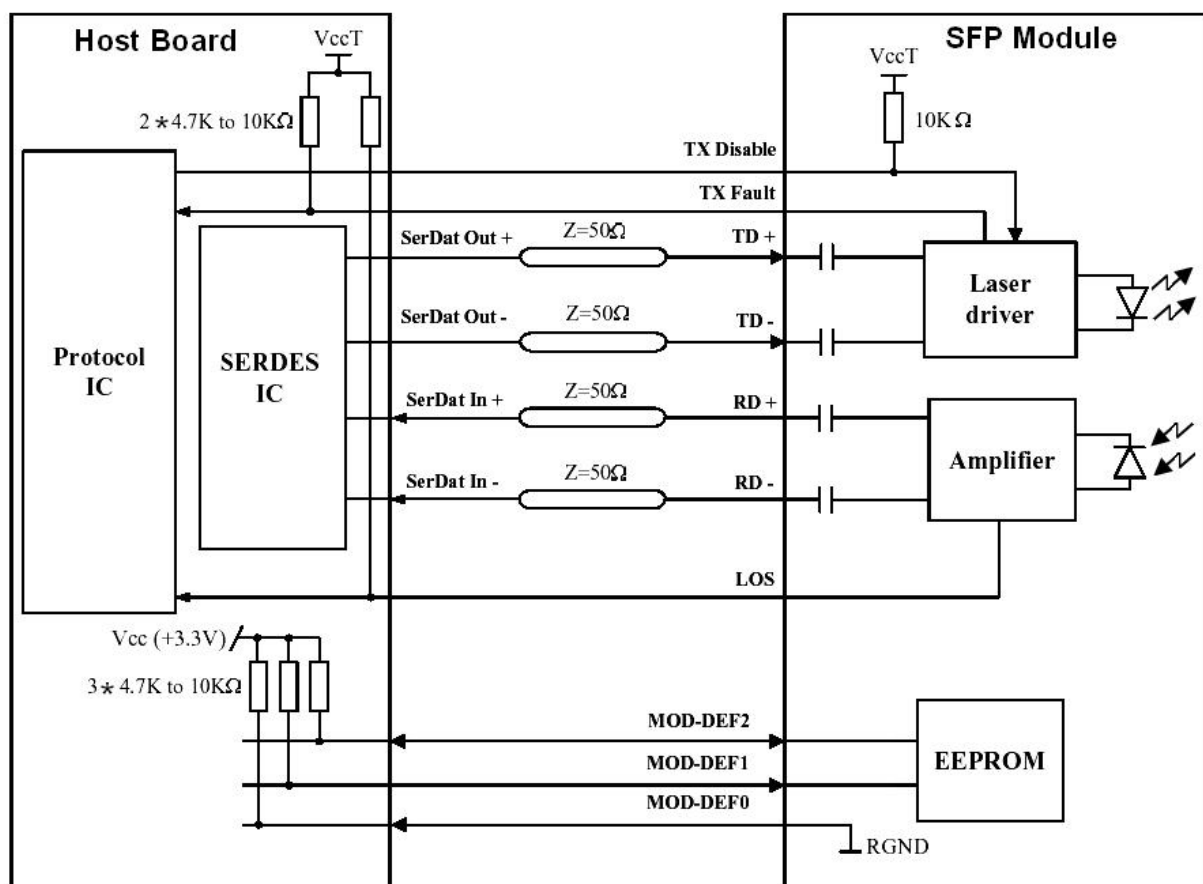 Host Board
SFP Module
VccT
VccT
2*4.7K to 10KΩ
10KΩ
TX Disable
TX Fault
SerDat Out +
Z=50Ω
TD +
SerDat Out -
Z=50Ω
TD -
Laser
driver
Protocol
IC
SERDES
IC
SerDat In +
Z=50Ω
RD +
SerDat In -
Z=50Ω
RD -
Amplifier
LOS
Vcc (+3.3V)
3*4.7K to 10KΩ
MOD-DEF2
MOD-DEF1
MOD-DEF0
EEPROM
RGND